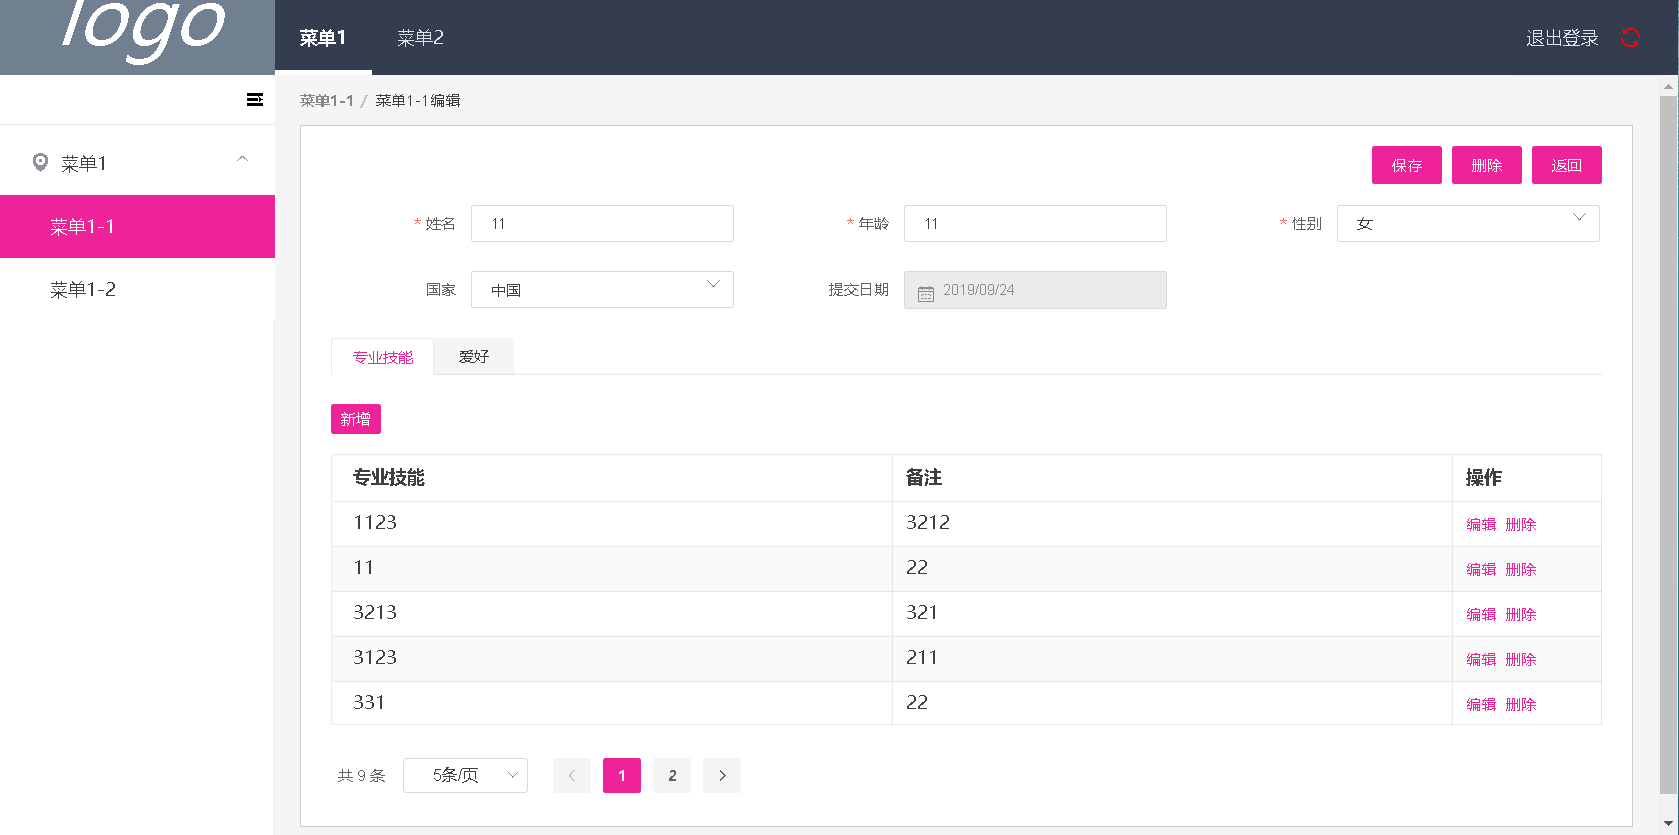 logo
菜单1 菜单2 退出登录
菜单1-1 / 菜单1-1编辑
菜单1
菜单1-1
菜单1-2
保存 删除 返回
* 姓名 11 * 年龄 11 * 性别 女
国家 中国 提交日期 2019/09/24
专业技能 爱好
新增
专业技能 备注 操作
1123 3212 编辑 删除
11 22 编辑 删除
3213 321 编辑 删除
3123 211 编辑 删除
331 22 编辑 删除
共 9 条 5条/页 1 2